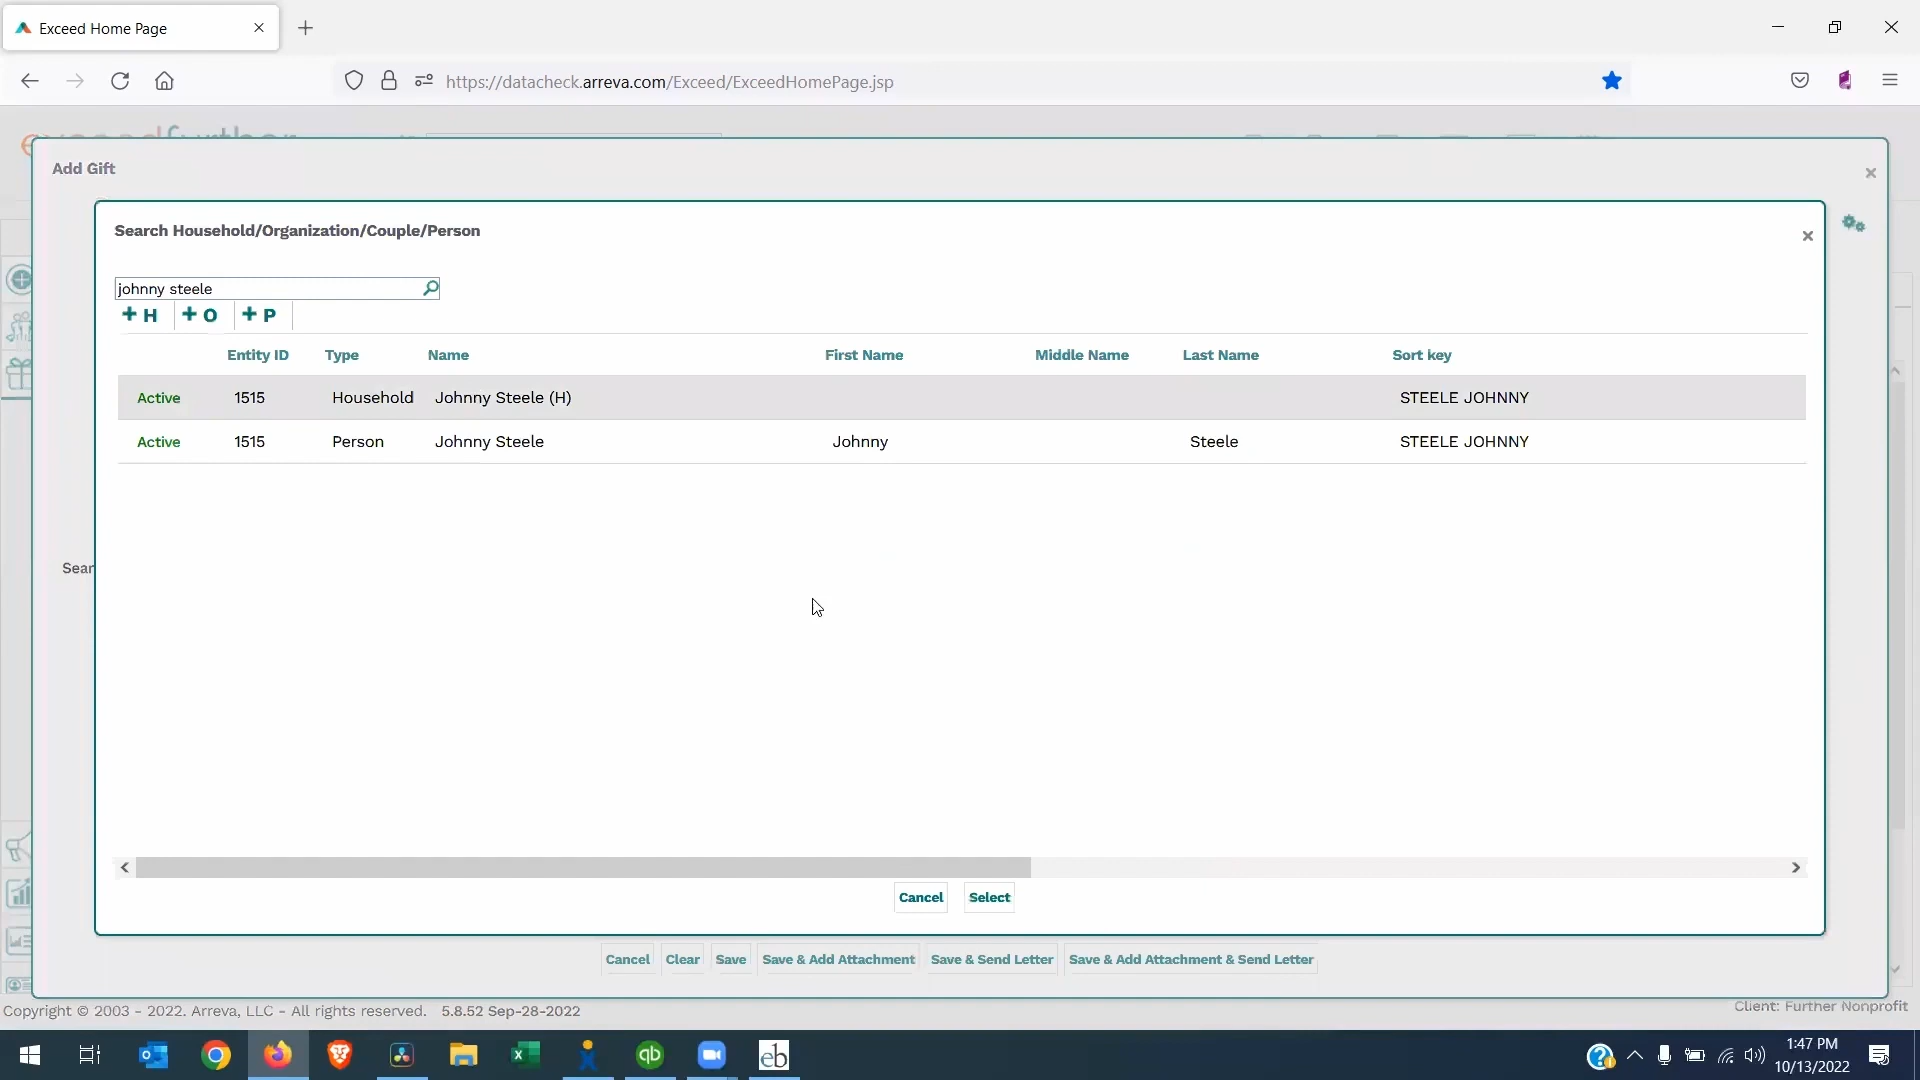 Exceed Home Page
https://datacheck.arreva.com/Exceed/ExceedHomePage.jsp
Add Gift
Search Household/Organization/Couple/Person
johnny steele
+ H + O + P
Entity ID Type Name First Name Middle Name Last Name Sort key
Active 1515 Household Johnny Steele (H) STEELE JOHNNY
Active 1515 Person Johnny Steele Johnny Steele STEELE JOHNNY
Sear
Cancel Select
Cancel Clear Save Save & Add Attachment Save & Send Letter Save & Add Attachment & Send Letter
Copyright © 2003 - 2022. Arreva, LLC - All rights reserved. 5.8.52 Sep-28-2022
Client: Further Nonprofit
qb
eb
1:47 PM
10/13/2022